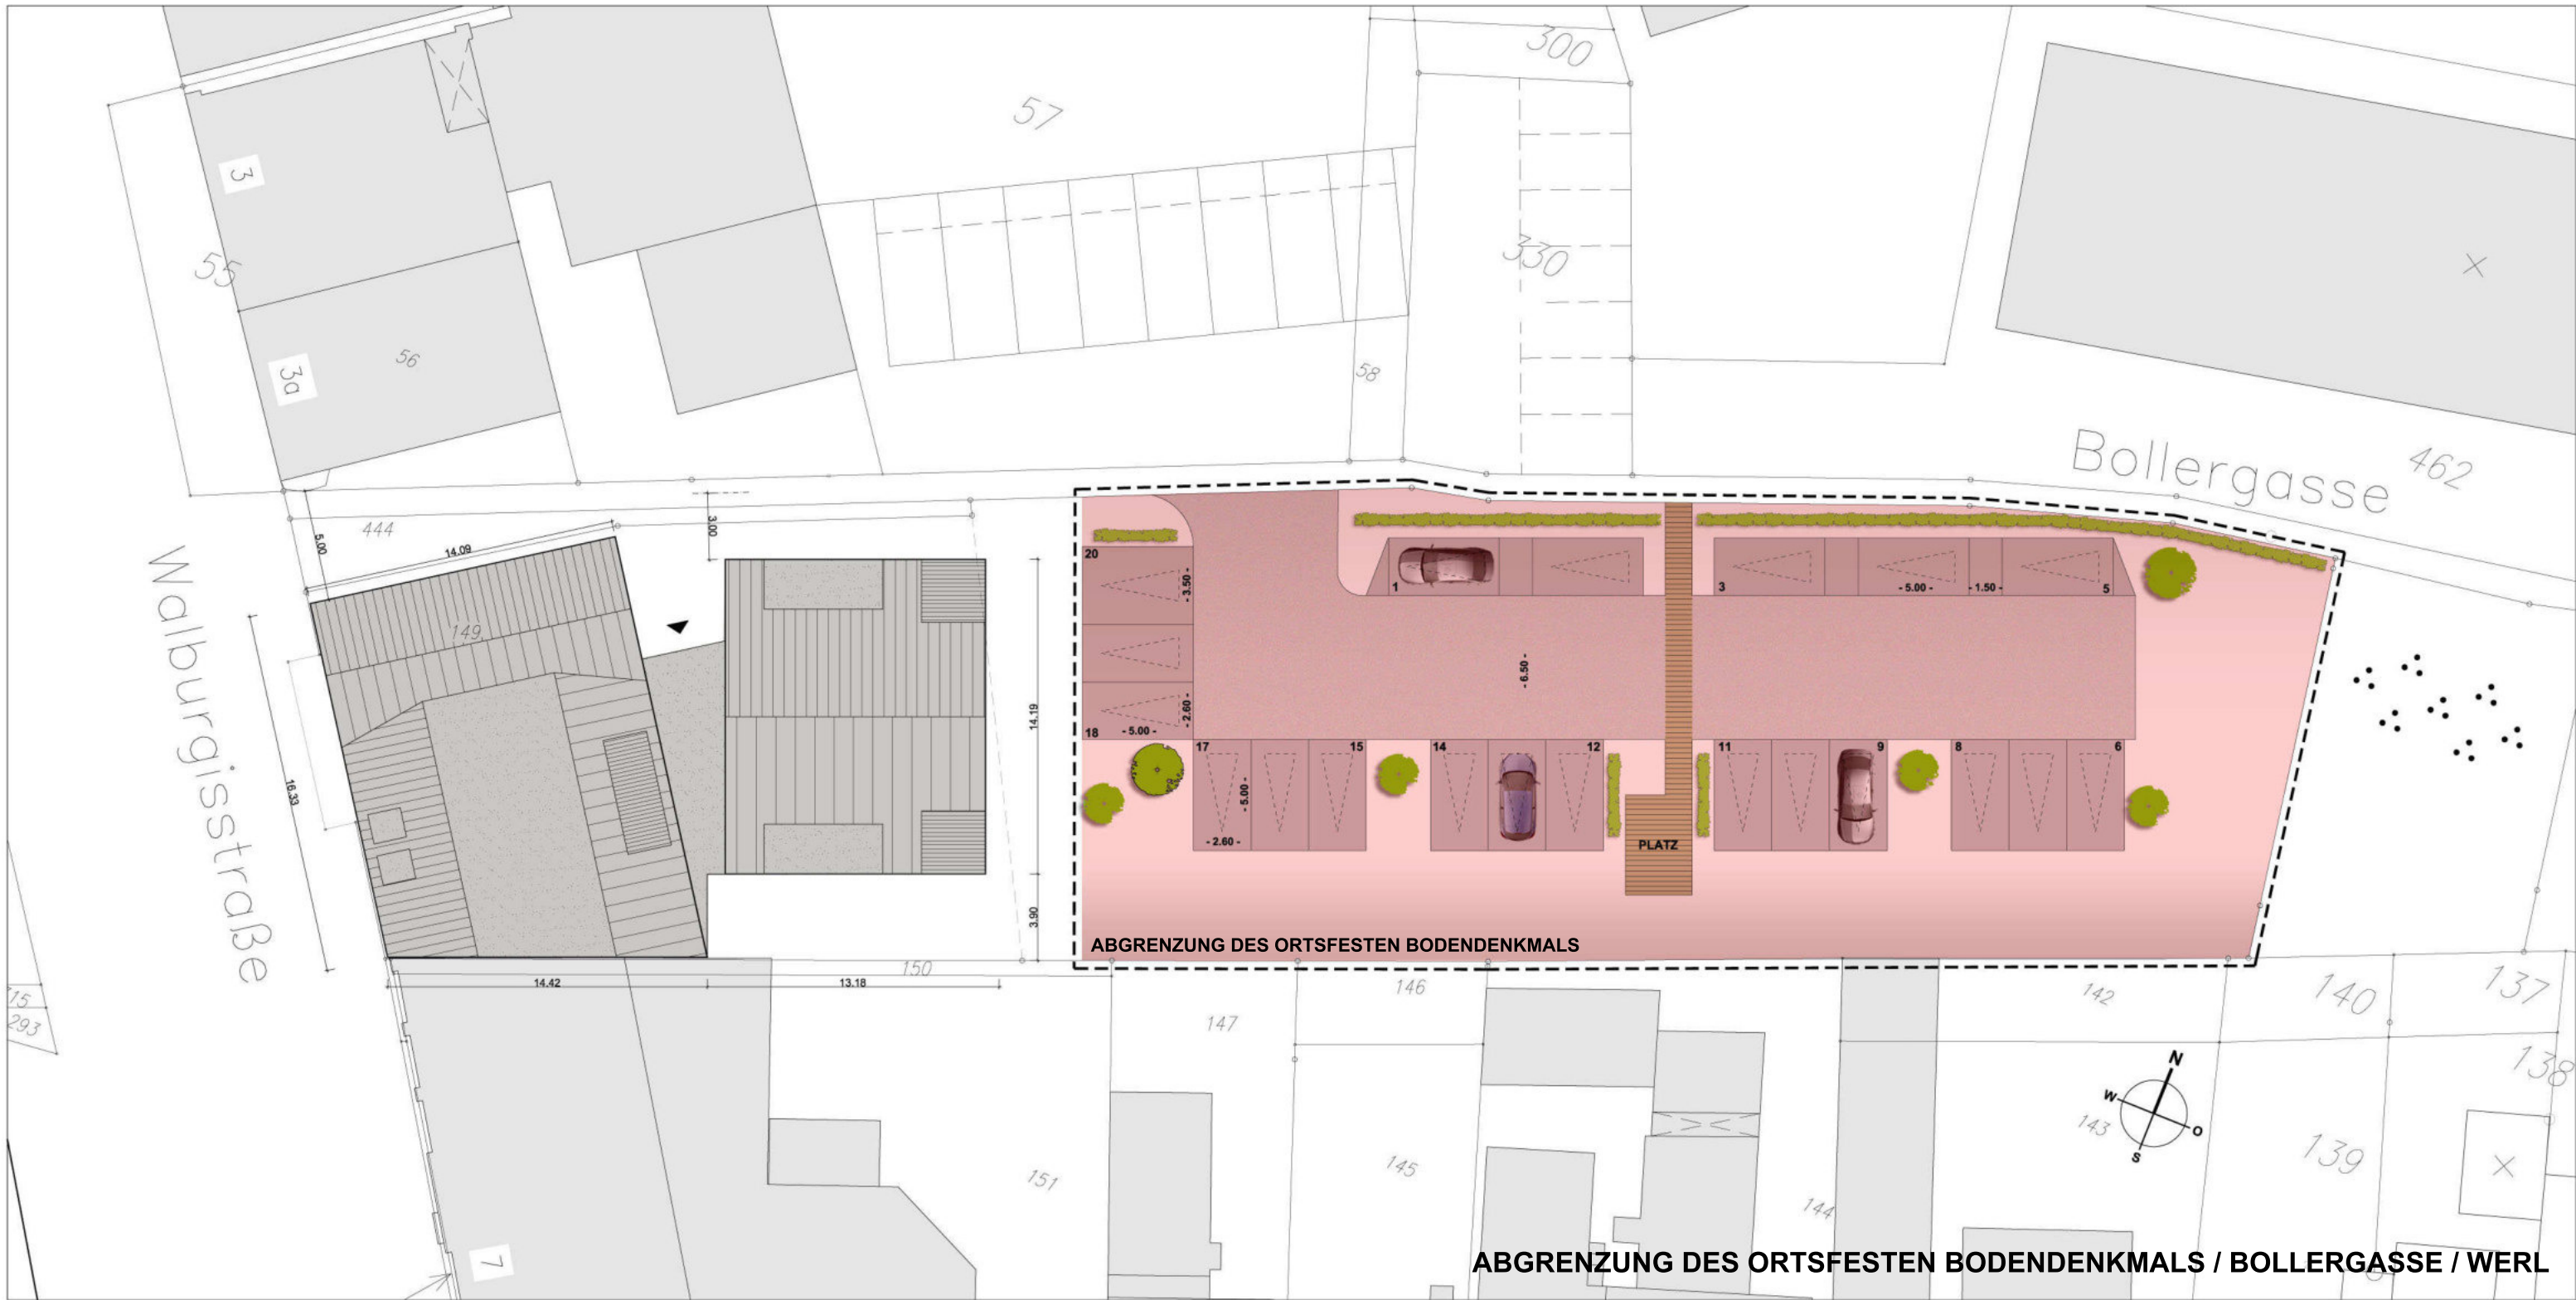 300
57
3
55
330
3a
56
58
Bollergasse
462
444
3.00
5.00
14.09
Walburgisstraße
149
20
- 3.50 -
1
3
- 5.00 -
- 1.50 -
5
- 6.50 -
14.19
- 2.60 -
18
- 5.00 -
17
15
14
12
11
9
8
6
16.33
- 5.00 -
- 2.60 -
PLATZ
3.90
ABGRENZUNG DES ORTSFESTEN BODENDENKMALS
150
14.42
13.18
146
142
140
137
15
293
147
138
N
W
O
S
143
139
151
145
144
7
ABGRENZUNG DES ORTSFESTEN BODENDENKMALS / BOLLERGASSE / WERL